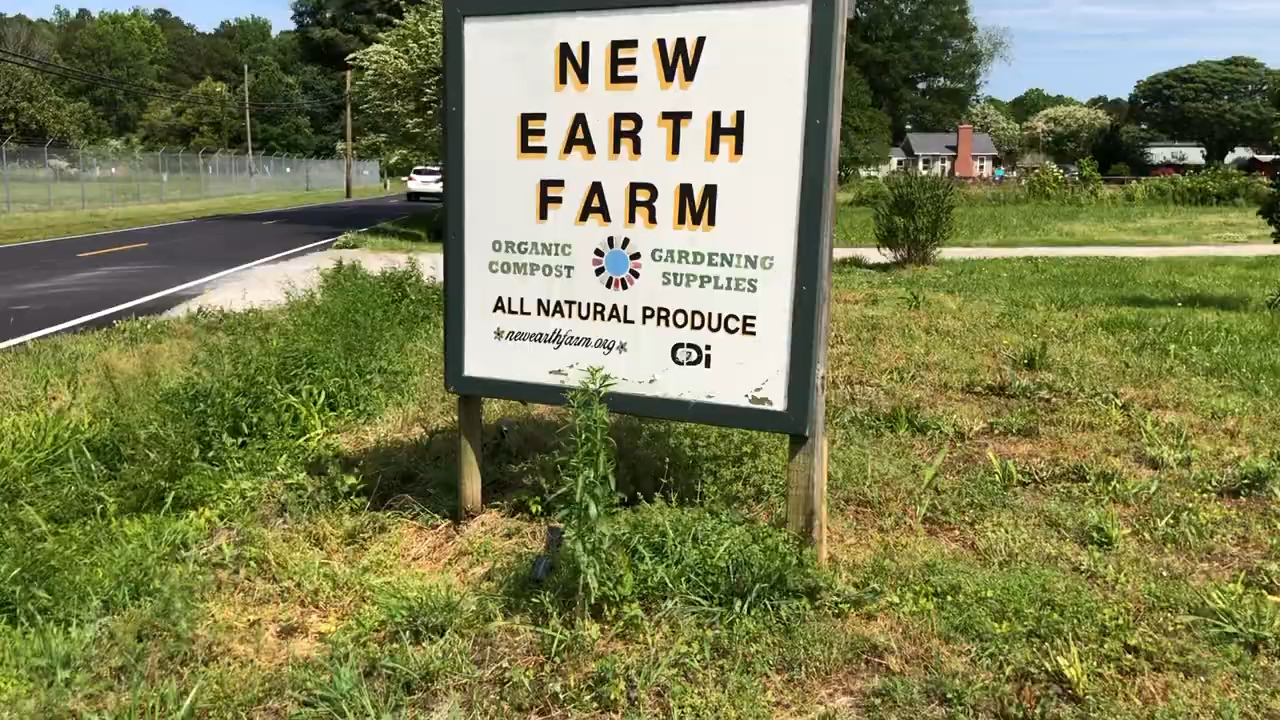 NEW
EARTH
FARM
ORGANIC GARDENING
COMPOST SUPPLIES
ALL NATURAL PRODUCE
newearthfarm.org CDi